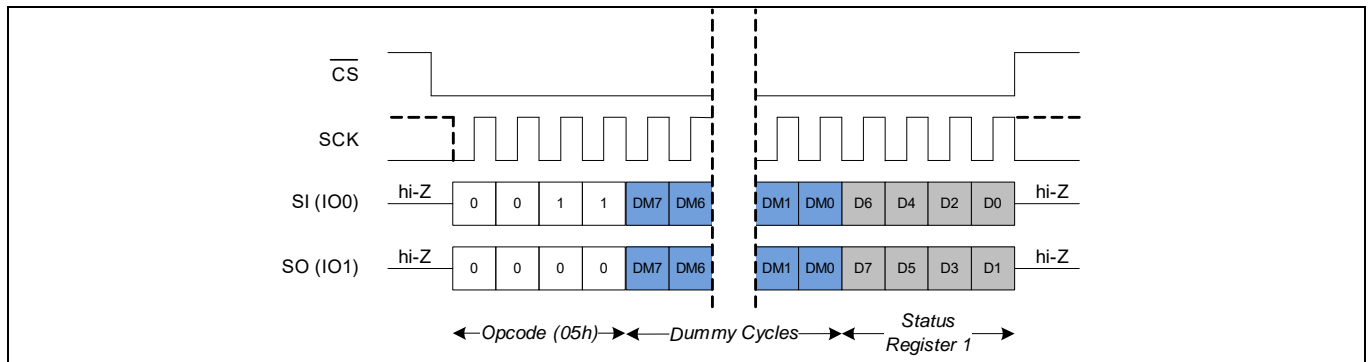 CS
SCK
SI (IO0) hi-Z 0 0 1 1 DM7 DM6 DM1 DM0 D6 D4 D2 D0 hi-Z
SO (IO1) hi-Z 0 0 0 0 DM7 DM6 DM1 DM0 D7 D5 D3 D1 hi-Z
Opcode (05h) Dummy Cycles Status
Register 1